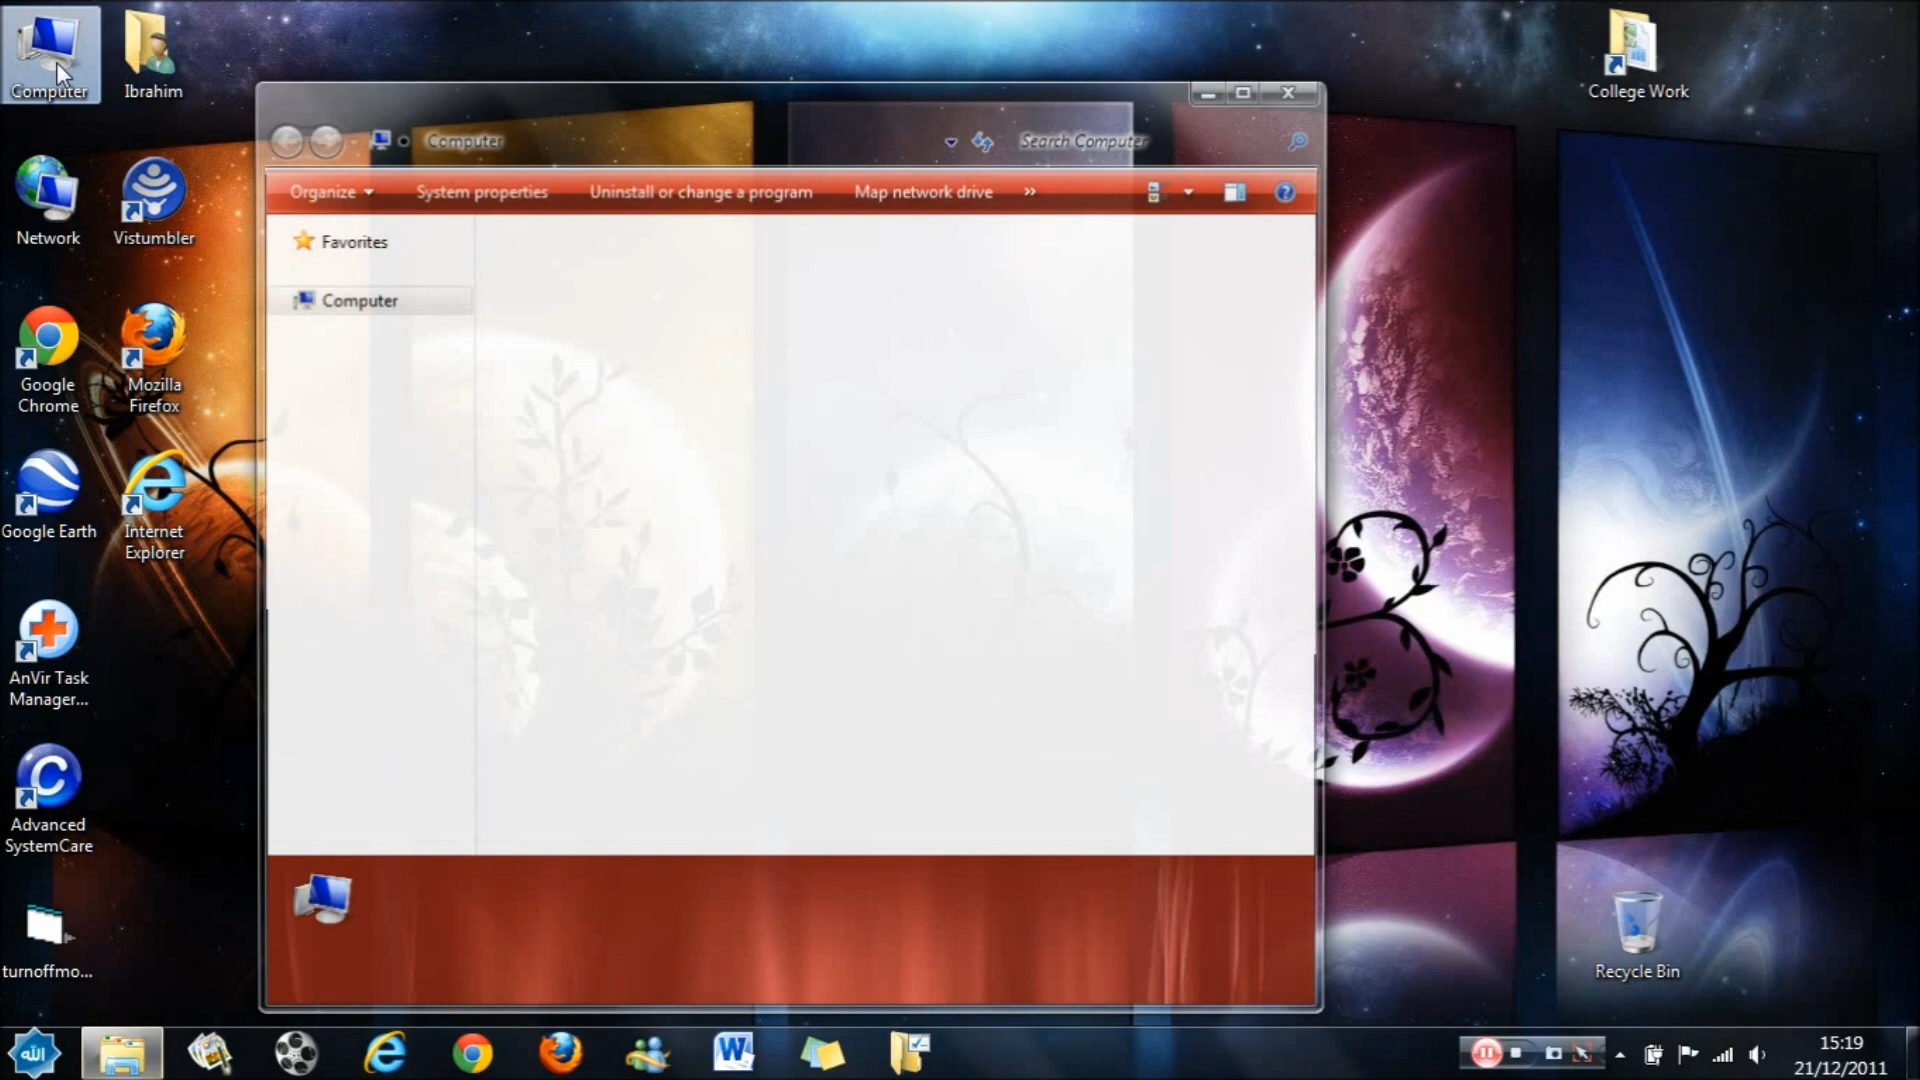 Computer
Ibrahim
College Work
Computer
Search Computer
Organize
System properties
Uninstall or change a program
Map network drive
»
Favorites
Computer
Network
Vistumbler
Google
Chrome
Mozilla
Firefox
Google Earth
Internet
Explorer
AnVir Task
Manager...
Advanced
SystemCare
turnoffmo...
Recycle Bin
الله
15:19
21/12/2011